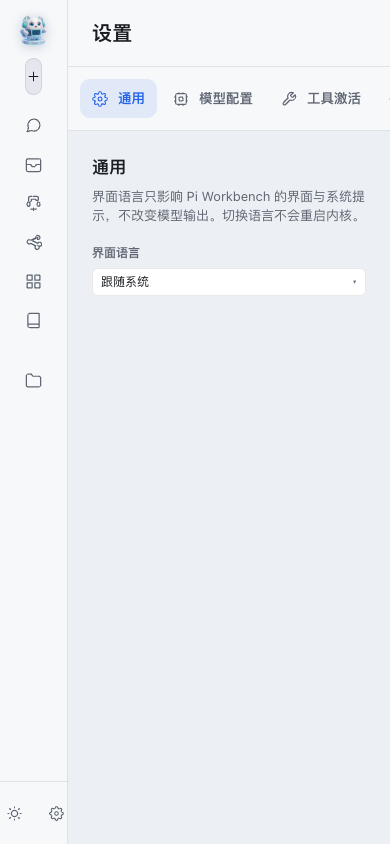 设置
通用
模型配置
工具激活
通用
界面语言只影响 Pi Workbench 的界面与系统提
示，不改变模型输出。切换语言不会重启内核。
界面语言
跟随系统